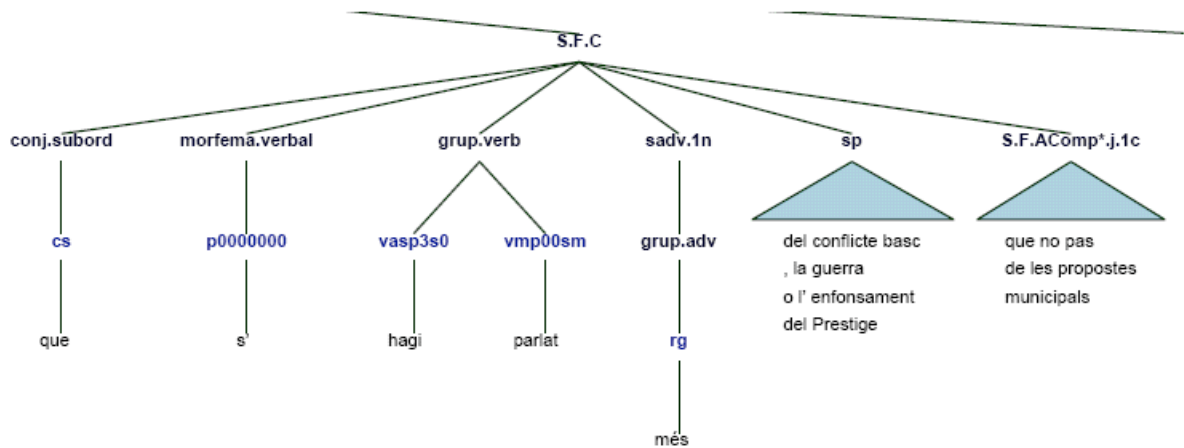 S.F.C
conj.subord morfema.verbal grup.verb sadv.1n sp S.F.AComp*.j.1c
cs p0000000 vasp3s0 vmp00sm grup.adv del conflicte basc que no pas
, la guerra de les propostes
o l' enfonsament municipals
del Prestige
que s' hagi parlat rg
més